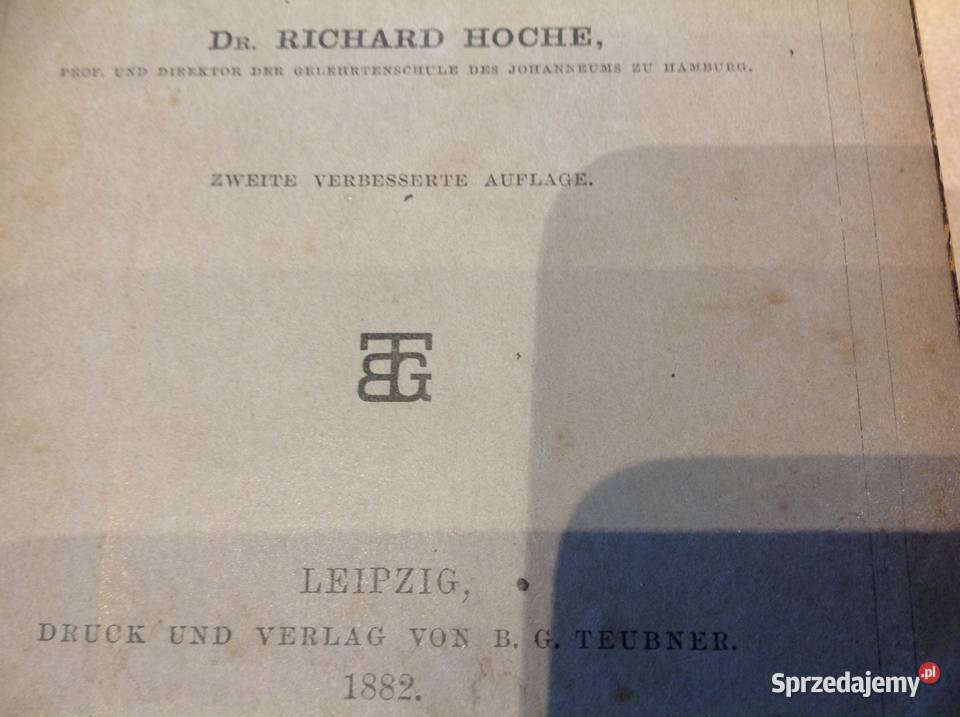 DR. RICHARD HOCHE,
PROF. UND DIREKTOR DER GELEHRTENSCHULE DES JOHANNEUMS ZU HAMBURG.
ZWEITE VERBESSERTE AUFLAGE.
BTG
LEIPZIG,
DRUCK UND VERLAG VON B. G. TEUBNER.
1882.
Sprzedajemy.pl